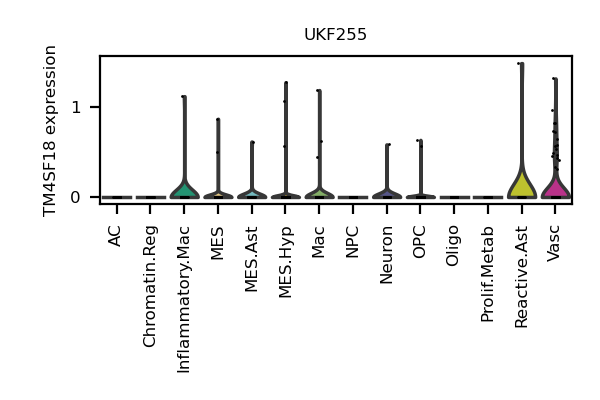 UKF255
TM4SF18 expression
1
0
AC
Chromatin.Reg
Inflammatory.Mac
MES
MES.Ast
MES.Hyp
Mac
NPC
Neuron
OPC
Oligo
Prolif.Metab
Reactive.Ast
Vasc